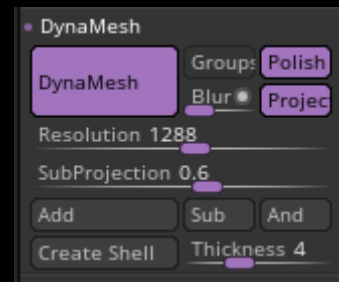 DynaMesh
DynaMesh
Groups
Polish
Blur
Projec
Resolution 1288
SubProjection 0.6
Add
Sub
And
Create Shell
Thickness 4